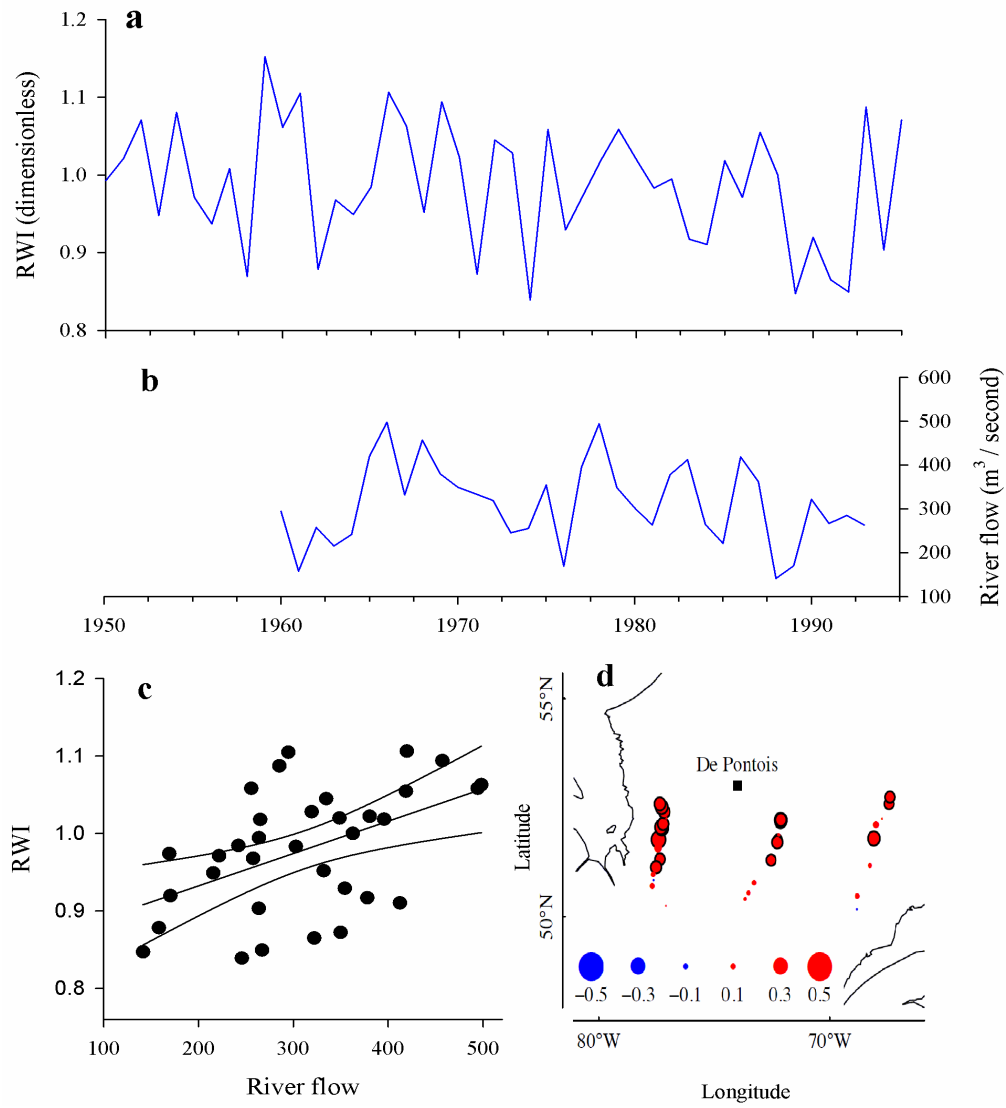 a
1.2
1.1
1.0
0.9
0.8
RWI (dimensionless)
b
600
500
400
300
200
100
River flow (m³ / second)
1950 1960 1970 1980 1990
c
1.2
1.1
1.0
0.9
0.8
RWI
100 200 300 400 500
River flow
d
55°N
50°N
Latitude
De Pontois
−0.5 −0.3 −0.1 0.1 0.3 0.5
80°W 70°W
Longitude